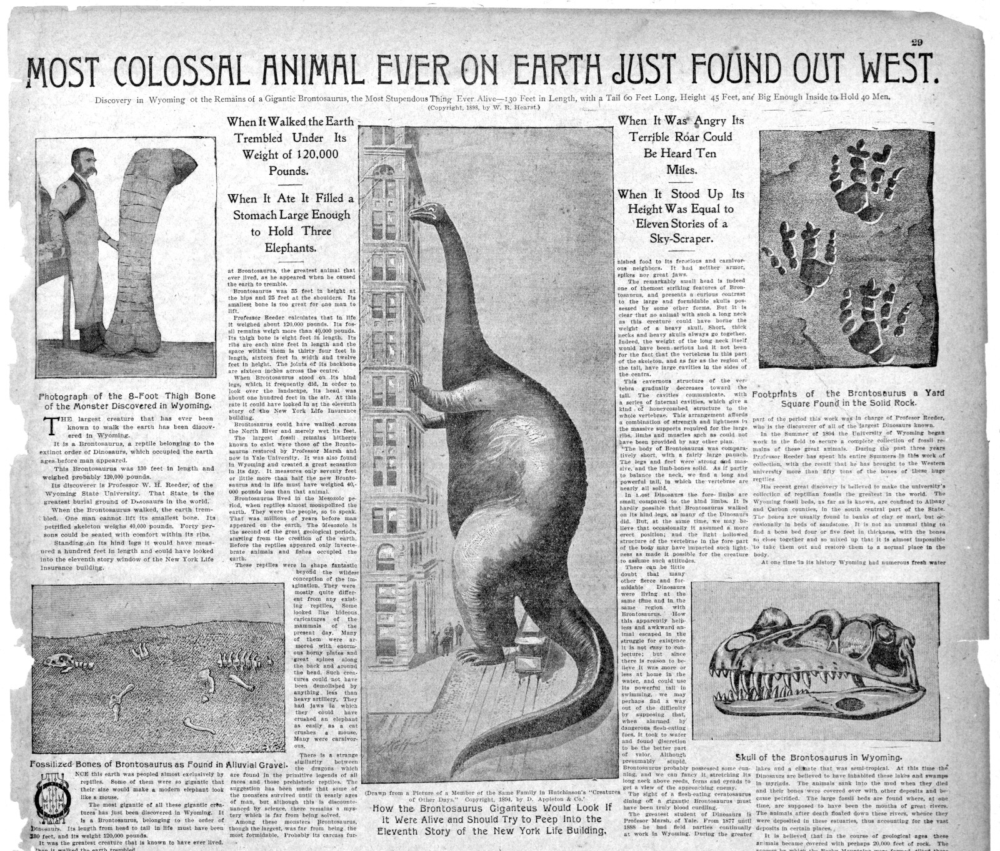 29
MOST COLOSSAL ANIMAL EVER ON EARTH JUST FOUND OUT WEST.
Discovery in Wyoming ot the Remains of a Gigantic Brontosaurus, the Most Stupendous Thing Ever Alive—130 Feet in Length, with a Tail 60 Feet Long, Height 45 Feet, and Big Enough Inside to Hold 40 Men.
(Copyright, 1898, by W. R. Hearst.)
Photograph of the 8-Foot Thigh Bone
of the Monster Discovered in Wyoming.
THE largest creature that has ever been
known to walk the earth has been discov-
ered in Wyoming.
It is a Brontosaurus, a reptile belonging to the
extinct order of Dinosaurs, which occupied the earth
ages before man appeared.
This Brontosaurus was 130 feet in length and
weighed probably 120,000 pounds.
Its discoverer is Professor W. H. Reeder, of the
Wyoming State University. That State is the
greatest burial ground of Dinosaurs in the world.
When the Brontosaurus walked, the earth trem-
bled. One man cannot lift its smallest bone. Its
petrified skeleton weighs 40,000 pounds. Forty per-
sons could be seated with comfort within its ribs.
Standing on its hind legs it would have meas-
ured a hundred feet in length and could have looked
into the eleventh story window of the New York Life
Insurance building.
Fossilized Bones of Brontosaurus as Found in Alluvial Gravel.
ONCE this earth was peopled almost exclusively by
reptiles. Some of them were so gigantic that
their size would make a modern elephant look
like a mouse.
The most gigantic of all these gigantic crea-
tures has just been discovered in Wyoming. It
is a Brontosaurus, belonging to the order of
Dinosaurs. Its length from head to tail in life must have been
130 feet, and its weight 120,000 pounds.
It was the greatest creature that is known to have ever lived.
When it walked the earth trembled
When It Walked the Earth
Trembled Under Its
Weight of 120,000
Pounds.
When It Ate It Filled a
Stomach Large Enough
to Hold Three
Elephants.
at Brontosaurus, the greatest animal that
ever lived, as he appeared when he caused
the earth to tremble.
Brontosaurus was 35 feet in height at
the hips and 25 feet at the shoulders. Its
smallest bone is too great for one man to
lift.
Professor Reeder calculates that in life
it weighed about 120,000 pounds. Its fos-
sil remains weigh more than 40,000 pounds.
Its thigh bone is eight feet in length. Its
ribs are each nine feet in length and the
space within them is thirty four feet in
length, sixteen feet in width and twelve
feet in height. The joints of its backbone
are sixteen inches across the centre.
When Brontosaurus stood on its hind
legs, which it frequently did, in order to
look over the landscape, its head was
about one hundred feet in the air. At this
rate it could have looked in at the eleventh
story of the New York Life Insurance
building.
Brontosaurus could have walked across
the North River and merely wet its feet.
The largest fossil remains hitherto
known to exist were those of the Bronto-
saurus restored by Professor Marsh and
now in Yale University. It was also found
in Wyoming and created a great sensation
in its day. It measures only seventy feet
or little more than half the new Bronto-
saurus and in life must have weighed 40,-
000 pounds less than that animal.
Brontosaurus lived in the Mesozoic pe-
riod, when reptiles almost monopolized the
earth. They were the people, so to speak.
That was millions of years before man
appeared on the earth. The Mesozoic is
the second of the great geological periods,
starting from the creation of the earth.
Before the reptiles appeared only inverte-
brate animals and fishes occupied the
earth.
These reptiles were in shape fantastic
beyond the wildest
conception of the im-
agination. They were
mostly quite differ-
ent from any exist-
ing reptiles. Some
looked like hideous
caricatures of the
mammals of the
present day. Many
of them were ar-
mored with enorm-
ous horny plates and
great spines along
the back and around
the head. Such crea-
tures could not have
been demolished by
anything less than
heavy artillery. They
had jaws in which
they could have
crushed an elephant
as easily as a cat
crushes a mouse.
Many were carnivor-
ous.
There is a strange
similarity between
the dragons which
are found in the primitive legends of all
races and those prehistoric reptiles. The
suggestion has been made that some of
the monsters survived until th eearly ages
of man, but although this is discounte-
nanced by science, there remains a mys-
tery which is far from being solved.
Among these monsters Brontosaurus,
though the largest, was far from being the
most formidable. Probably its carcass fur-
(Drawn from a Picture of a Member of the Same Family in Hutchinson's "Creatures
of Other Days." Copyright, 1894, by D. Appleton & Co.'
How the Brontosaurus Giganteus Would Look If
it Were Alive and Should Try to Peep Into the
Eleventh Story of the New York Life Building.
When It Was Angry Its
Terrible Roar Could
Be Heard Ten
Miles.
When It Stood Up Its
Height Was Equal to
Eleven Stories of a
Sky-Scraper.
nished food to its ferocious and carnivor-
ous neighbors. It had neither armor,
spikes nor great jaws.
The remarkably small head is indeed
one of themost striking features of Bron-
tosaurus, and presents a curious contrast
to the large and formidable skulls pos-
sessed by some other forms. But it is
clear that no animal with such a long neck
as this creature could have borne the
weight of a heavy skull. Short, thick
necks and heavy skulls always go together.
Indeed, the weight of the long neck itself
would have been serious had it not been
for the fact that the vertebrae in this part
of the skeleton, and as far as the region of
the tail, have large cavities in the sides of
the centra.
This cavernous structure of the ver-
tebra gradually decreases toward the
tail. The cavities communicate, with
a series of internal cavities, which give a
kind of honeycombed structure to the
whole vertebrae. This arrangement affords
a combination of strength and lightness in
the massive supports required for the large
ribs, limbs and muscles such as could not
have been provided by any other plan.
"The body of Brontosaurus was compara-
tively short, with a fairly large paunch.
The legs and feet were strong and mas-
sive, and the limb-bones solid. As if partly
to balance the neck, we find a long and
powerful tail, in which the vertebrae are
nearly all solid.
In most Dinosaurs the fore- limbs are
small compared to the hind limbs. It is
hardly possible that Brontosaurus walked
on its hind legs, as many of the Dinosaurs
did. But, at the same time, we may be-
lieve that occasionally it assumed a more
erect position; and the light hollowed
structure of the vertebrae in the fore part
of the body may have imparted such light-
ness as made it possible for the creature
to assume such attitudes.
There can be little
doubt that many
other fierce and for-
midable Dinosaurs
were living at the
same time and in the
same region with
Brontosaurus. How
this apparently help-
less and awkward an-
imal escaped in the
struggle for existence
it is not easy to con-
jecture; but since
there is reason to be-
lieve it was more or
less at home in the
water, and could use
its powerful tail in
swimming, we may
perhaps find a way
out of the difficulty
by supposing that,
when alarmed by
dangerous flesh-eating
foes, it took to water
and found discretion
to be the better part
of valor. Although
presumably stupid,
Brontosaurus probably possessed some cun-
ning, and we can fancy it stretching its
long neck above reeds, ferns and cycads to
get a view of the approaching enemy.
The sight of a flesh-eating ceratosaurus
dining off a gigantic Brontosaurus must
have been truly blood curdling.
The greatest student of Dinosaurs is
Profesor Marsh, of Yale. From 1877 until
1888 he had field parties continually
at work in Wyoming. During the greater
Footprints of the Brontosaurus a Yard
Square Found in the Solid Rock.
part of the period this work was in charge of Profesor Reeder,
who is the discoverer of all of the largest Dinosaurs known.
In the Summer of 1894 the University of Wyoming began
work in the field to secure a complete collection of fossil re-
mains of these great animals. During the past three years
Professor Reeder has spent his entire Summers in this work of
collection, with the result that he has brought to the Western
university more than fifty tons of the bones of these huge
reptiles.
His recent great discovery is believed to make the university's
collection of reptilian fossils the greatest in the world. The
Wyoming fossil beds, as far as is known, are confined to Albany
and Carbon counties, in the south central part of the State.
The bones are usually found in banks of clay or marl, but oc-
casionally in beds of sandstone. It is not an unusual thing to
find a bone bed four or five feet in thickness, with the bones
so close together and so mixed up that it is almost impossible
to take them out and restore them to a normal place in the
body.
At one time in its history Wyoming had numerous fresh water
Skull of the Brontosaurus in Wyoming.
lakes and a climate that was semi-tropical. At this time the
Dinosaurs are believed to have inhabited these lakes and swamps
in myriads. The animals sank into the mud when they died
and their bones were covered over with other deposits and be-
came petrified. The large fossil beds are found where, at one
time, are supposed to have been the mouths of great rivers.
The animals after death floated down these rivers, whence they
were deposited in these estuaries, thus accounting for the vast
deposits in certain places.
It is believed that in the course of geological ages these
animals became covered with perhaps 20,000 feet of rock. The